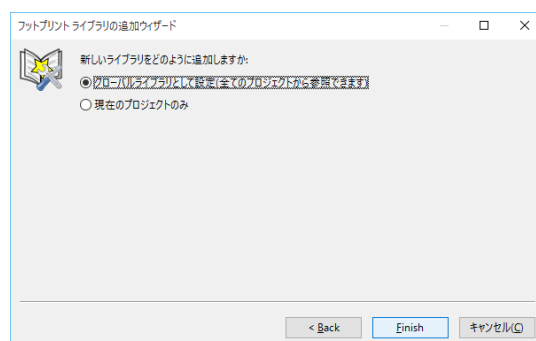 フットプリント ライブラリの追加ウィザード
新しいライブラリをどのように追加しますか:
グローバルライブラリとして設定(全てのプロジェクトから参照できます)
現在のプロジェクトのみ
< Back
Finish
キャンセル(C)